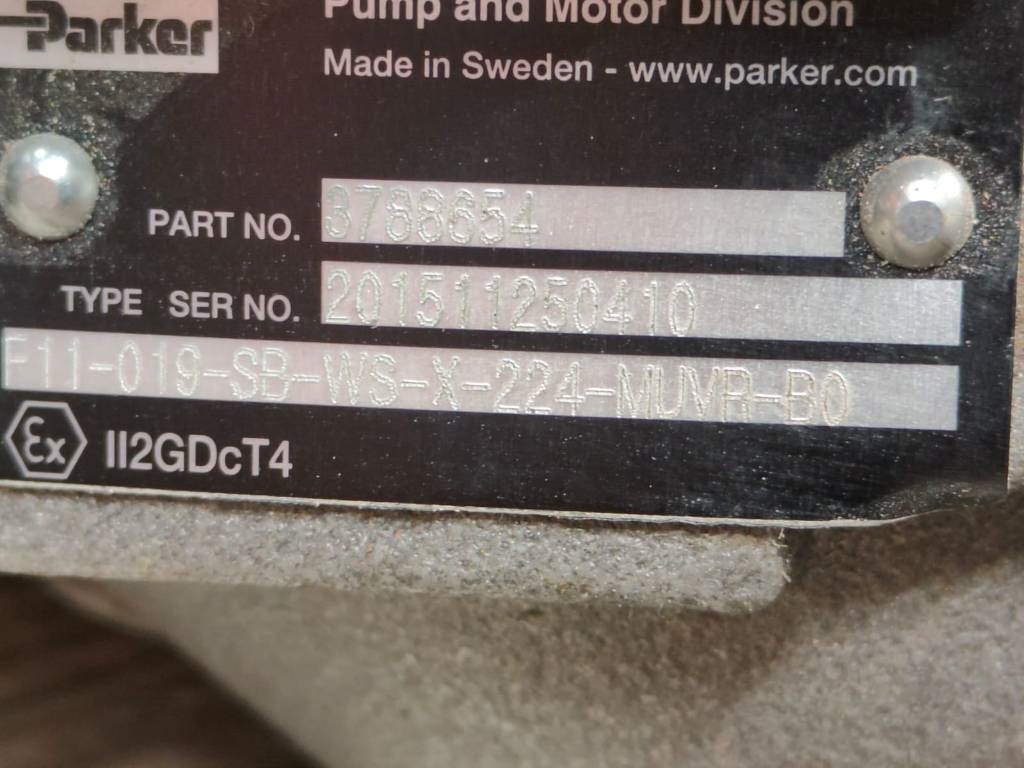 Parker
Pump and Motor Division
Made in Sweden - www.parker.com
PART NO. 3788654
TYPE SER NO. 201511250410
F11-019-SB-WS-X-224-MUVR-B0
Ex II2GDcT4